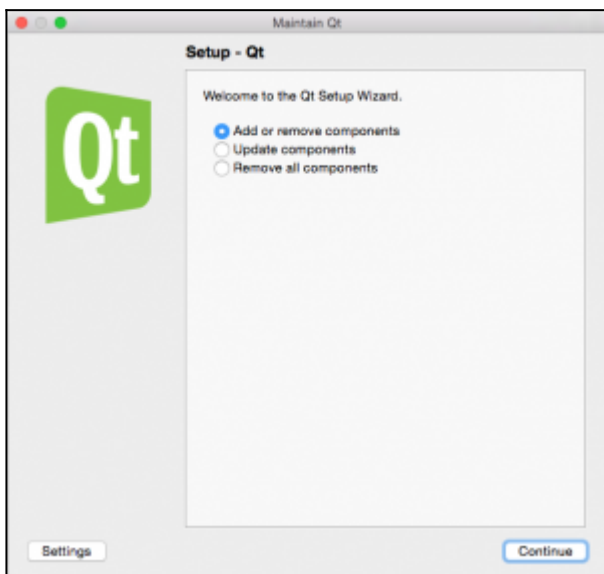 Maintain Qt
Setup - Qt
Qt
Welcome to the Qt Setup Wizard.
Add or remove components
Update components
Remove all components
Settings
Continue